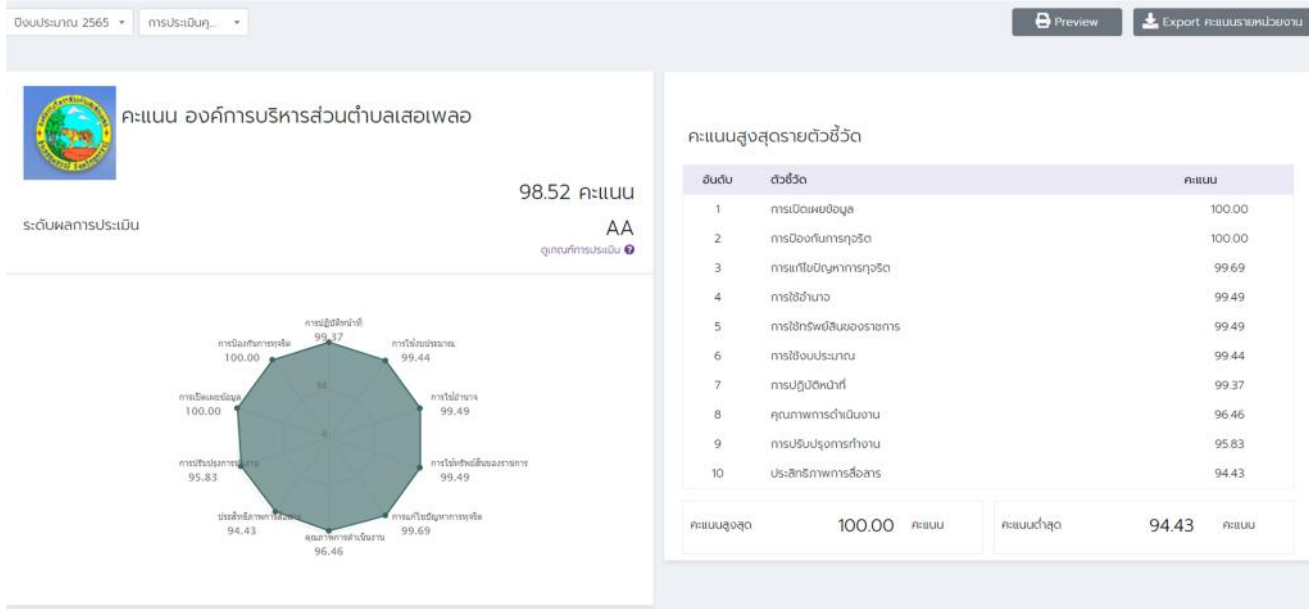 ปีงบประมาณ 2565
การประเมินคุ...
Preview
Export คะแนนรายหน่วยงาน
คะแนน องค์การบริหารส่วนตำบลเสอเพลอ
98.52 คะแนน
ระดับผลการประเมิน
AA
ดูเกณฑ์การประเมิน
การปฏิบัติหน้าที่
99.37
การใช้งบประมาณ
99.44
การใช้อำนาจ
99.49
การใช้ทรัพย์สินของราชการ
99.49
การแก้ไขปัญหาการทุจริต
99.69
คุณภาพการดำเนินงาน
96.46
ประสิทธิภาพการสื่อสาร
94.43
การปรับปรุงการทำงาน
95.83
การเปิดเผยข้อมูล
100.00
การป้องกันการทุจริต
100.00
50
0
คะแนนสูงสุดรายตัวชี้วัด
อันดับ ตัวชี้วัด คะแนน
1 การเปิดเผยข้อมูล 100.00
2 การป้องกันการทุจริต 100.00
3 การแก้ไขปัญหาการทุจริต 99.69
4 การใช้อำนาจ 99.49
5 การใช้ทรัพย์สินของราชการ 99.49
6 การใช้งบประมาณ 99.44
7 การปฏิบัติหน้าที่ 99.37
8 คุณภาพการดำเนินงาน 96.46
9 การปรับปรุงการทำงาน 95.83
10 ประสิทธิภาพการสื่อสาร 94.43
คะแนนสูงสุด 100.00 คะแนน
คะแนนต่ำสุด 94.43 คะแนน